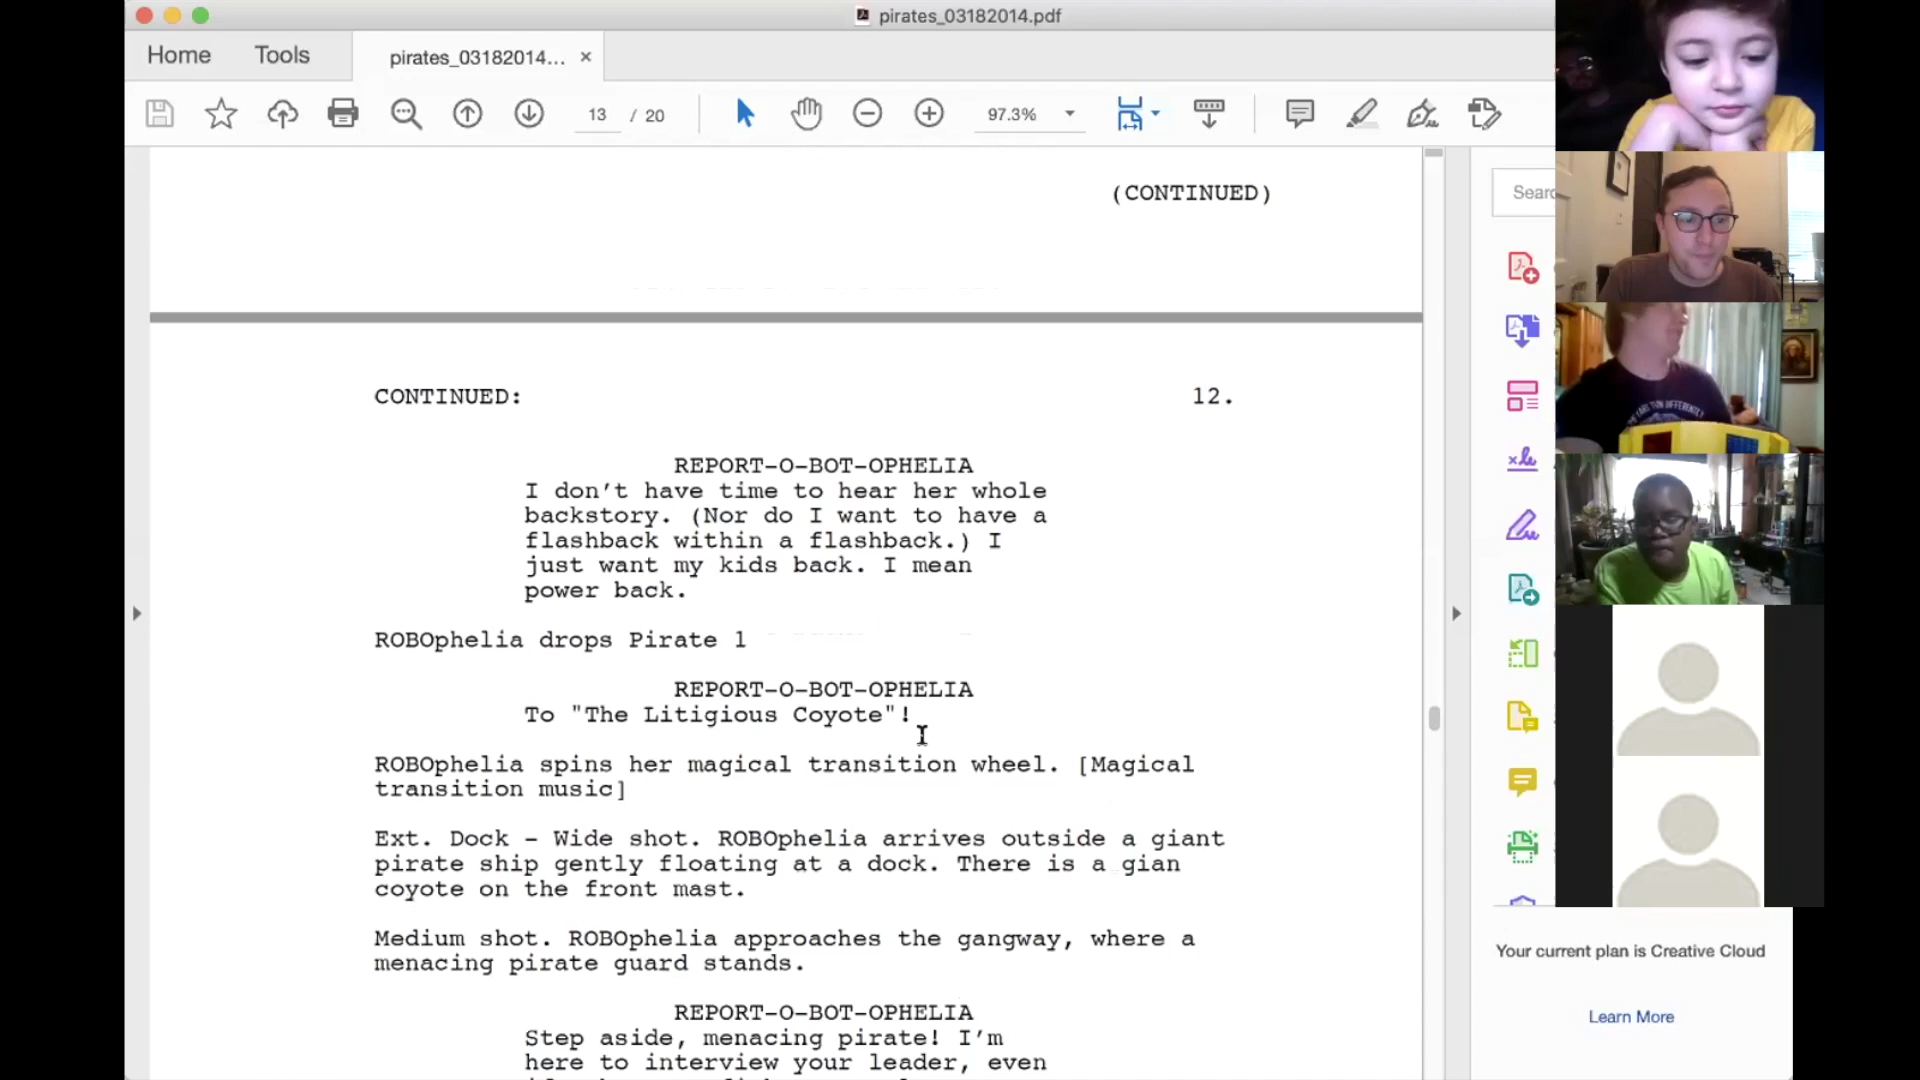 pirates_03182014.pdf
Home
Tools
pirates_03182014...
13 / 20
97.3%
(CONTINUED)
CONTINUED:
12.
REPORT-O-BOT-OPHELIA
I don't have time to hear her whole
backstory. (Nor do I want to have a
flashback within a flashback.) I
just want my kids back. I mean
power back.
ROBOphelia drops Pirate 1
REPORT-O-BOT-OPHELIA
To "The Litigious Coyote"!
ROBOphelia spins her magical transition wheel. [Magical
transition music]
Ext. Dock – Wide shot. ROBOphelia arrives outside a giant
pirate ship gently floating at a dock. There is a gian
coyote on the front mast.
Medium shot. ROBOphelia approaches the gangway, where a
menacing pirate guard stands.
REPORT-O-BOT-OPHELIA
Step aside, menacing pirate! I'm
here to interview your leader, even
Your current plan is Creative Cloud
Learn More